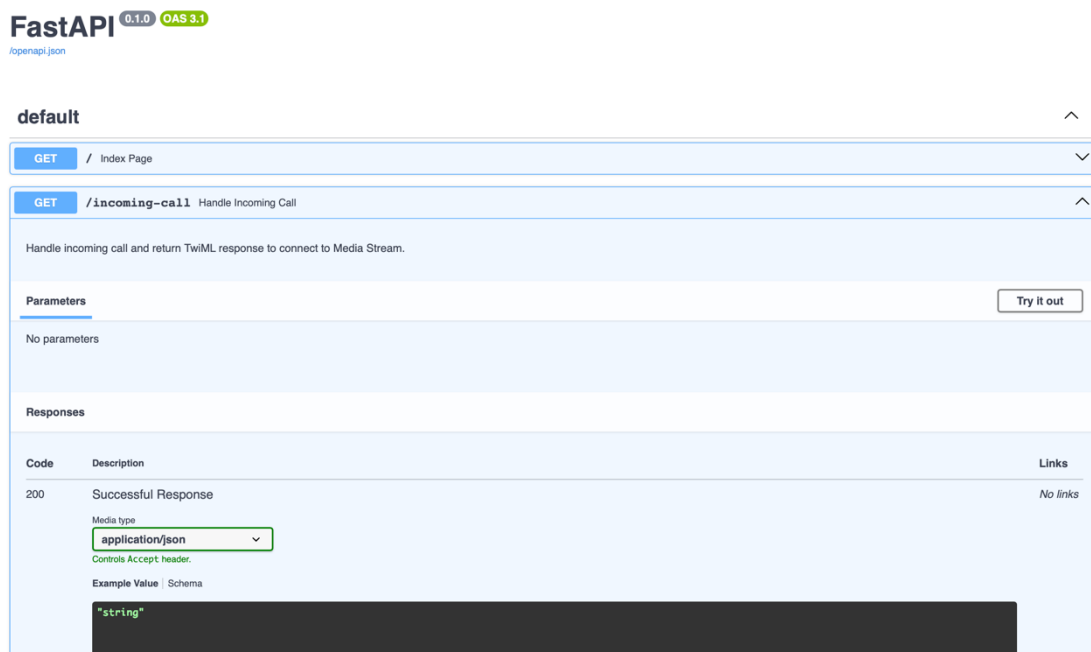 FastAPI 0.1.0 OAS 3.1
/openapi.json
default
GET / Index Page
GET /incoming-call Handle Incoming Call
Handle incoming call and return TwiML response to connect to Media Stream.
Parameters Try it out
No parameters
Responses
Code Description Links
200 Successful Response No links
Media type
application/json
Controls Accept header.
Example Value Schema
"string"